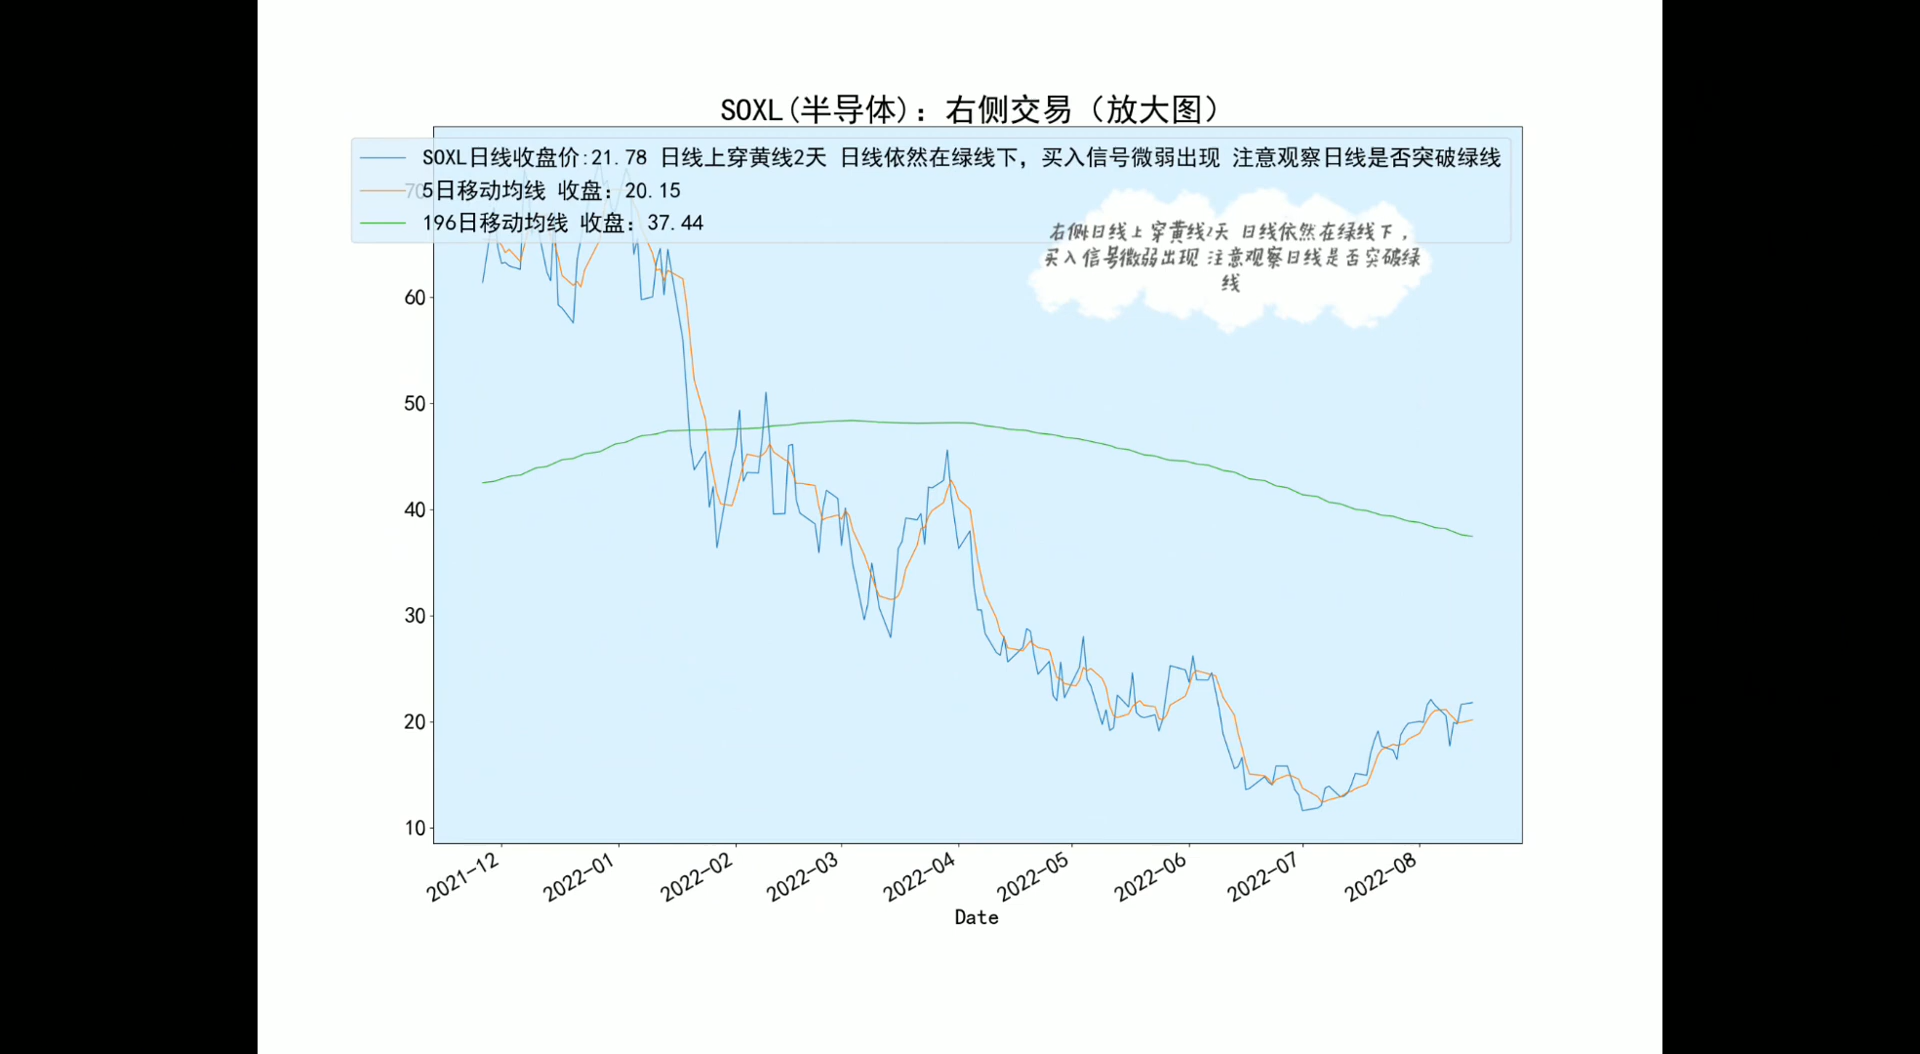 SOXL(半导体)：右侧交易（放大图）
SOXL日线收盘价:21.78 日线上穿黄线2天 日线依然在绿线下，买入信号微弱出现 注意观察日线是否突破绿线
5日移动均线 收盘：20.15
196日移动均线 收盘：37.44
右侧日线上穿黄线2天 日线依然在绿线下，
买入信号微弱出现 注意观察日线是否突破绿
线
70
60
50
40
30
20
10
2021-12 2022-01 2022-02 2022-03 2022-04 2022-05 2022-06 2022-07 2022-08
Date